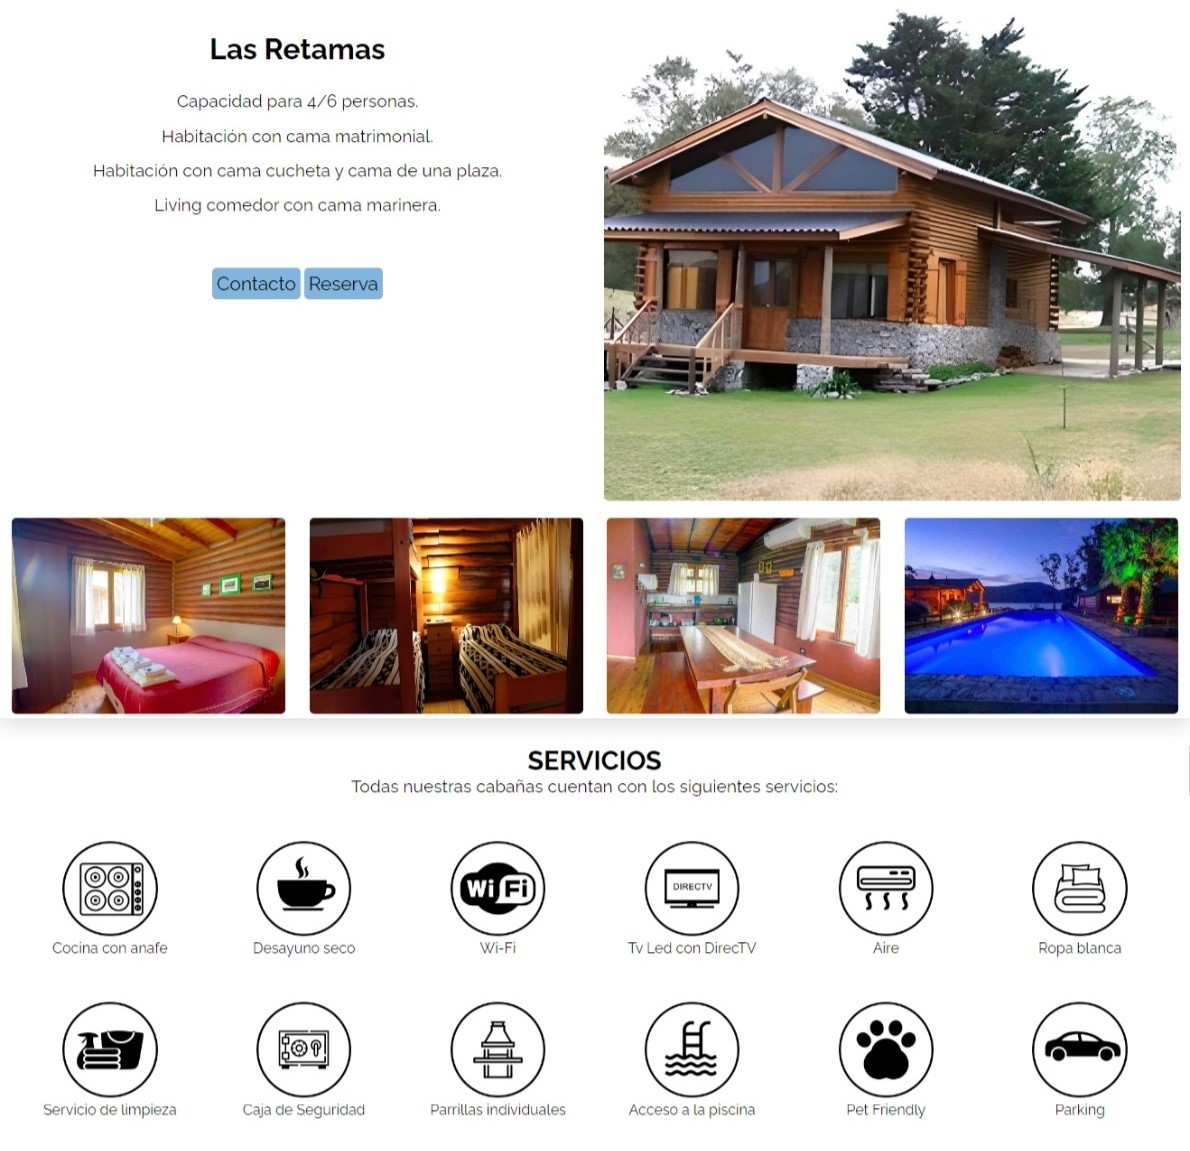 Las Retamas
Capacidad para 4/6 personas.
Habitación con cama matrimonial.
Habitación con cama cucheta y cama de una plaza.
Living comedor con cama marinera.
Contacto Reserva
SERVICIOS
Todas nuestras cabañas cuentan con los siguientes servicios:
Wi Fi
DIRECTV
Cocina con anafe
Desayuno seco
Wi-Fi
Tv Led con DirecTV
Aire
Ropa blanca
Servicio de limpieza
Caja de Seguridad
Parrillas individuales
Acceso a la piscina
Pet Friendly
Parking